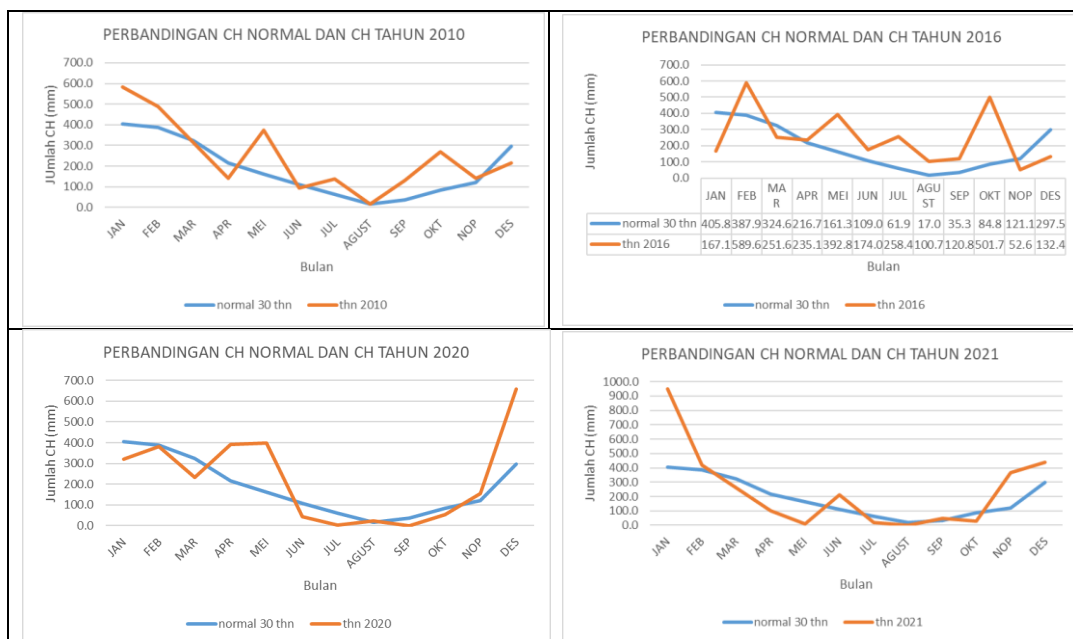 PERBANDINGAN CH NORMAL DAN CH TAHUN 2010
700.0
600.0
500.0
400.0
300.0
200.0
100.0
0.0
JUmlah CH (mm)
JAN FEB MAR APR MEI JUN JUL AGUST SEP OKT NOP DES
Bulan
normal 30 thn thn 2010
PERBANDINGAN CH NORMAL DAN CH TAHUN 2016
700.0
600.0
500.0
400.0
300.0
200.0
100.0
0.0
Jumlah CH (mm)
JAN FEB MA APR MEI JUN JUL AGU SEP OKT NOP DES
R ST
normal 30 thn 405.8 387.9 324.6 216.7 161.3 109.0 61.9 17.0 35.3 84.8 121.1 297.5
thn 2016 167.1 589.6 251.6 235.1 392.8 174.0 258.4 100.7 120.8 501.7 52.6 132.4
Bulan
normal 30 thn thn 2016
PERBANDINGAN CH NORMAL DAN CH TAHUN 2020
700.0
600.0
500.0
400.0
300.0
200.0
100.0
0.0
Jumlah CH (mm)
JAN FEB MAR APR MEI JUN JUL AGUST SEP OKT NOP DES
Bulan
normal 30 thn thn 2020
PERBANDINGAN CH NORMAL DAN CH TAHUN 2021
1000.0
900.0
800.0
700.0
600.0
500.0
400.0
300.0
200.0
100.0
0.0
Jumlah CH (mm)
JAN FEB MAR APR MEI JUN JUL AGUST SEP OKT NOP DES
Bulan
normal 30 thn thn 2021